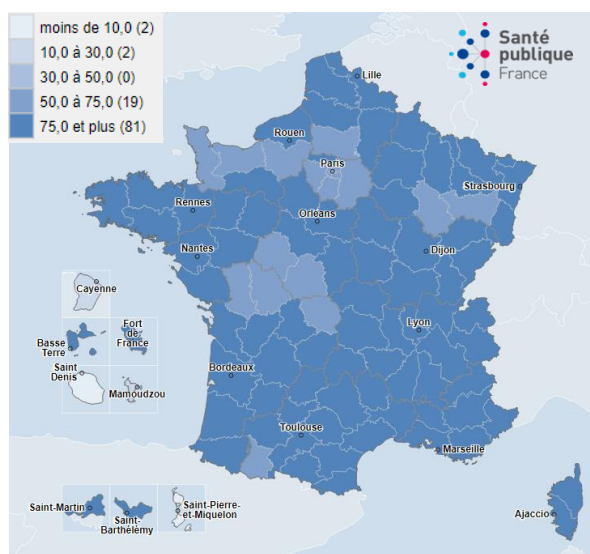 moins de 10,0 (2)
10,0 à 30,0 (2)
30,0 à 50,0 (0)
50,0 à 75,0 (19)
75,0 et plus (81)
Santé
publique
France
Lille
Rouen
Paris
Strasbourg
Rennes
Orléans
Nantes
Dijon
Cayenne
Fort
de
France
Basse
Terre
Lyon
Saint
Denis
Mamoudzou
Bordeaux
Toulouse
Marseille
Saint-Martin
Saint-
Barthélémy
Saint-Pierre-
et-Miquelon
Ajaccio